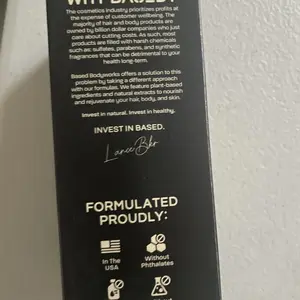 WHY BASED?
The cosmetics industry prioritizes profits at
the expense of customer wellbeing. The
majority of hair and body products are
owned by billion dollar companies who just
care about cutting costs. As such, most
products are filled with harsh chemicals
such as: sulfates, parabens, and synthetic
fragrances that can be detrimental to your
health long-term.
Based Bodyworks offers a solution to this
problem by taking a different approach
with our formulas. We feature plant-based
ingredients and natural extracts to nourish
and rejuvenate your hair, body, and skin.
Invest in natural. Invest in healthy.
INVEST IN BASED.
FORMULATED
PROUDLY:
In The
USA
Without
Phthalates